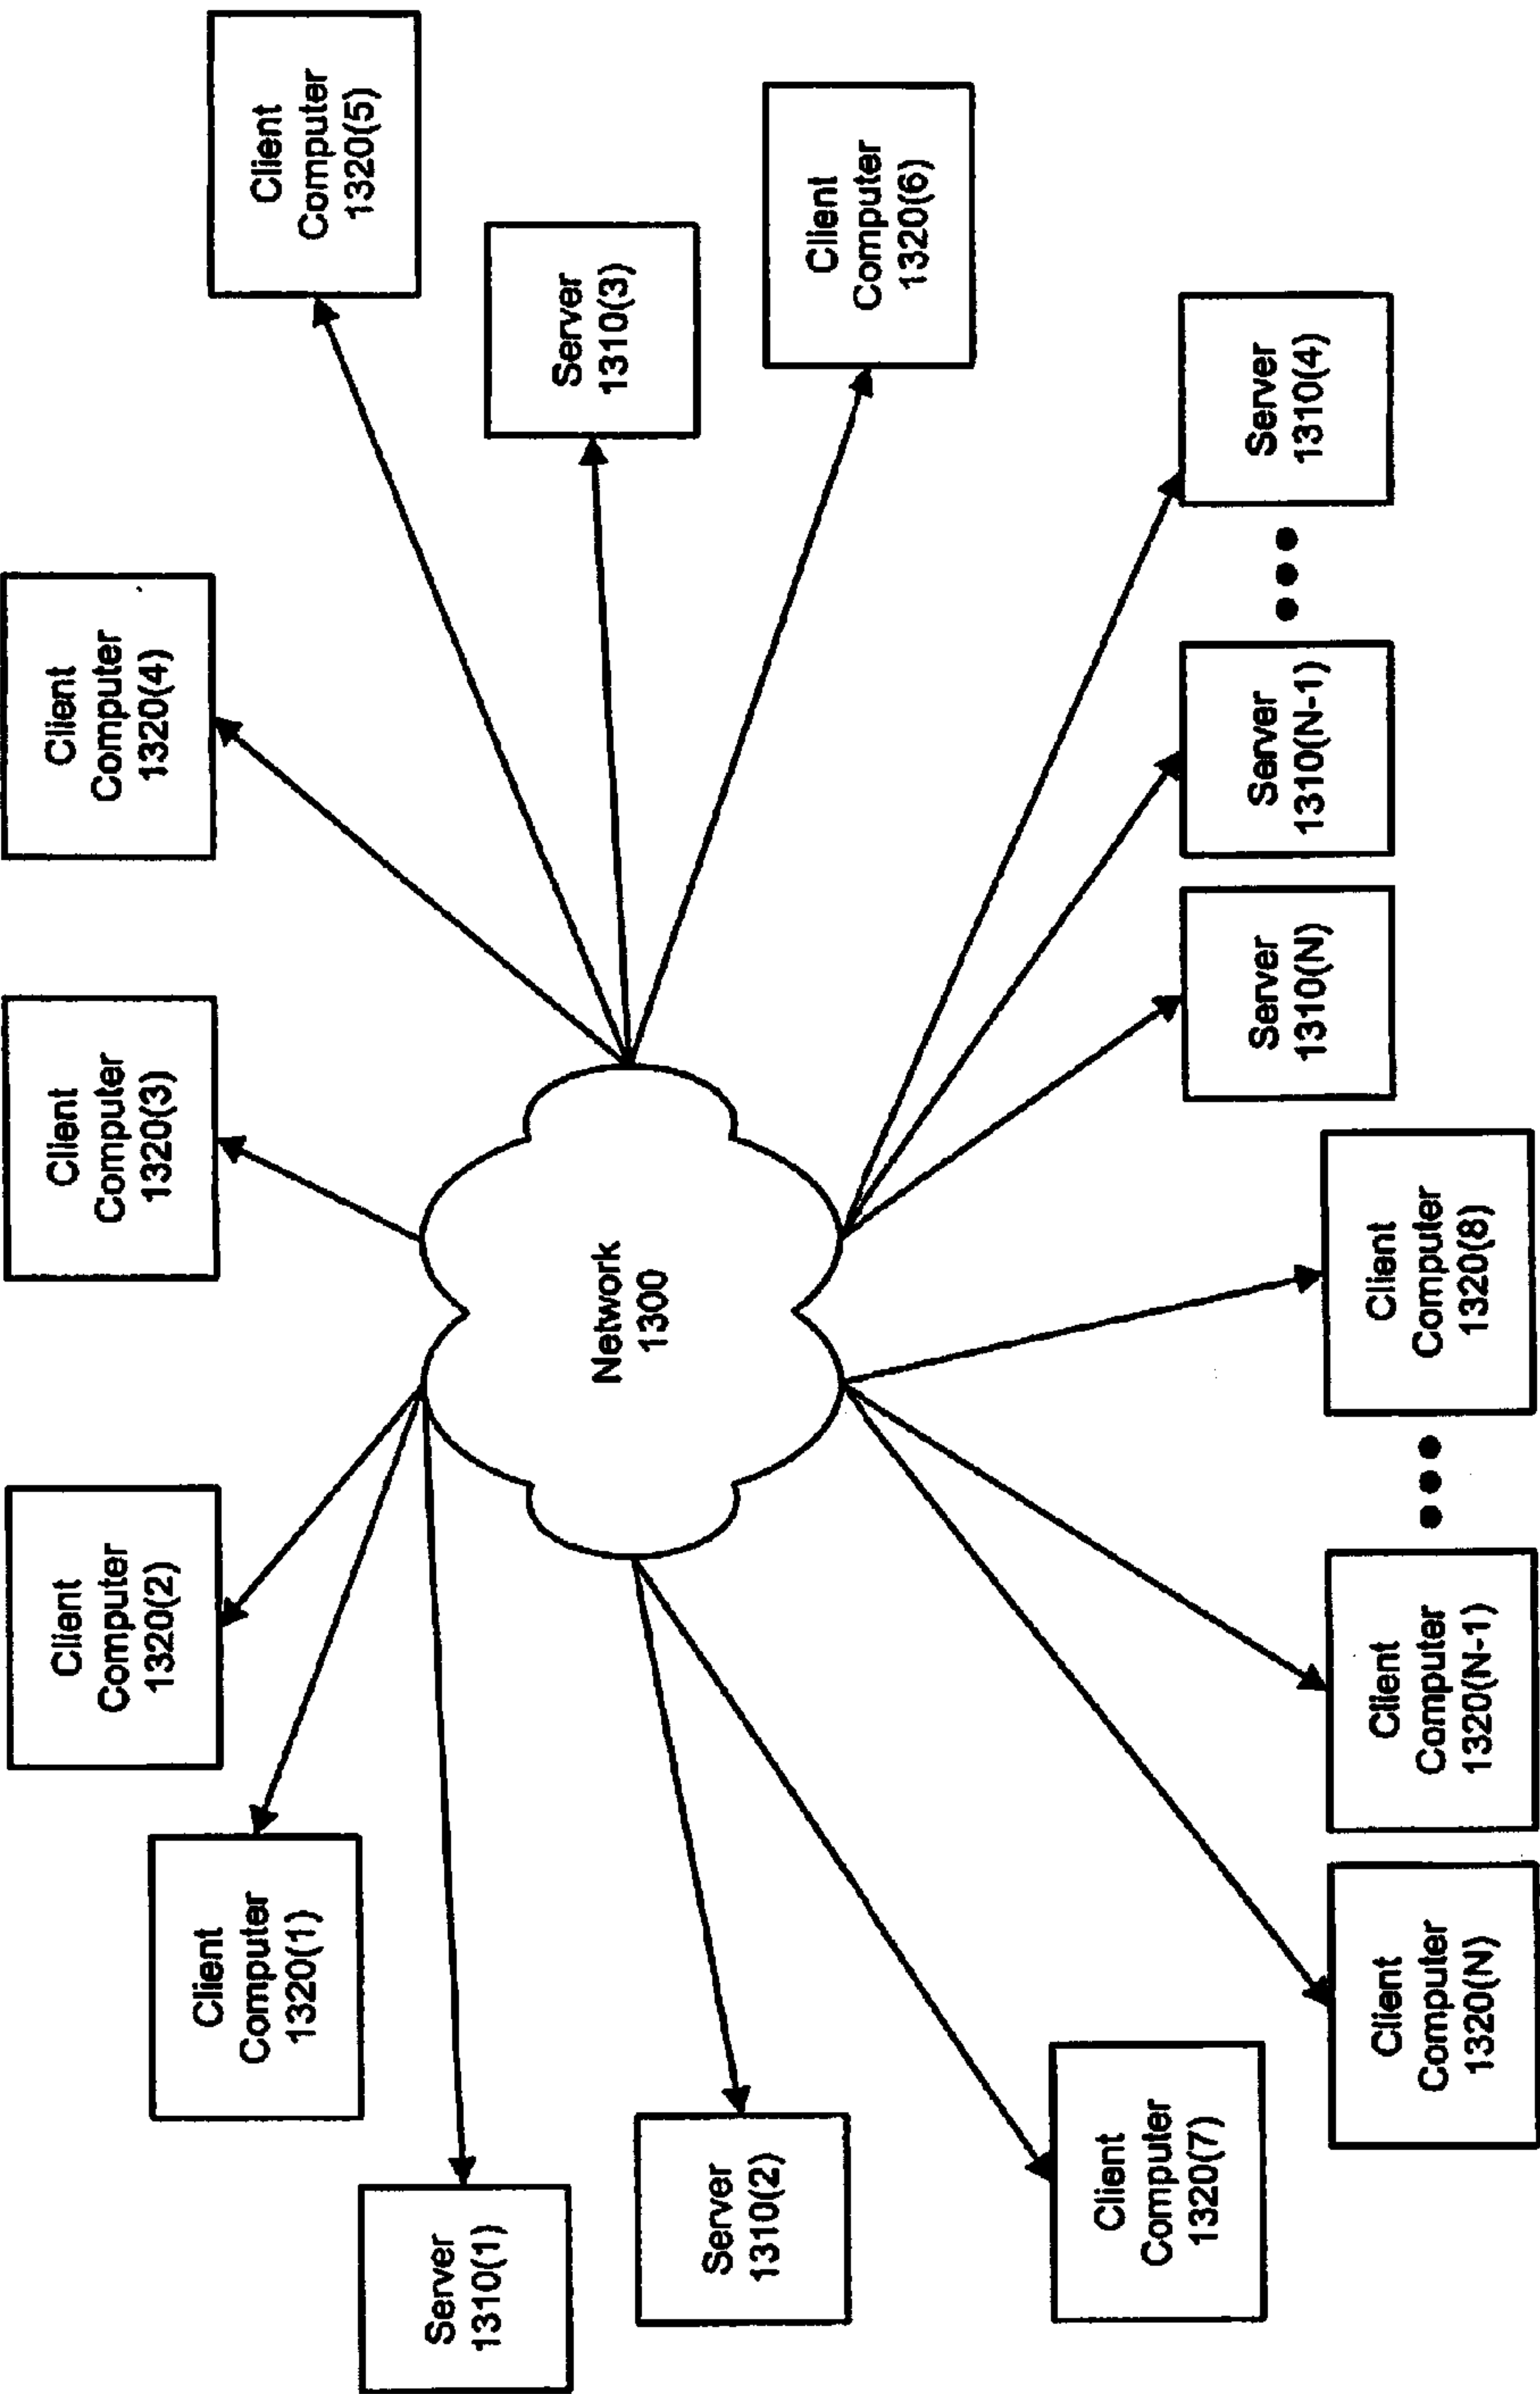 Client
Computer
1320(2)
Client
Computer
1320(3)
Client
Computer
1320(4)
Client
Computer
1320(1)
Client
Computer
1320(5)
Server
1310(1)
Server
1310(3)
Network
1300
Server
1310(2)
Client
Computer
1320(6)
Client
Computer
1320(7)
Server
1310(N)
Server
1310(N-1)
Server
1310(4)
Client
Computer
1320(N)
Client
Computer
1320(N-1)
Client
Computer
1320(8)